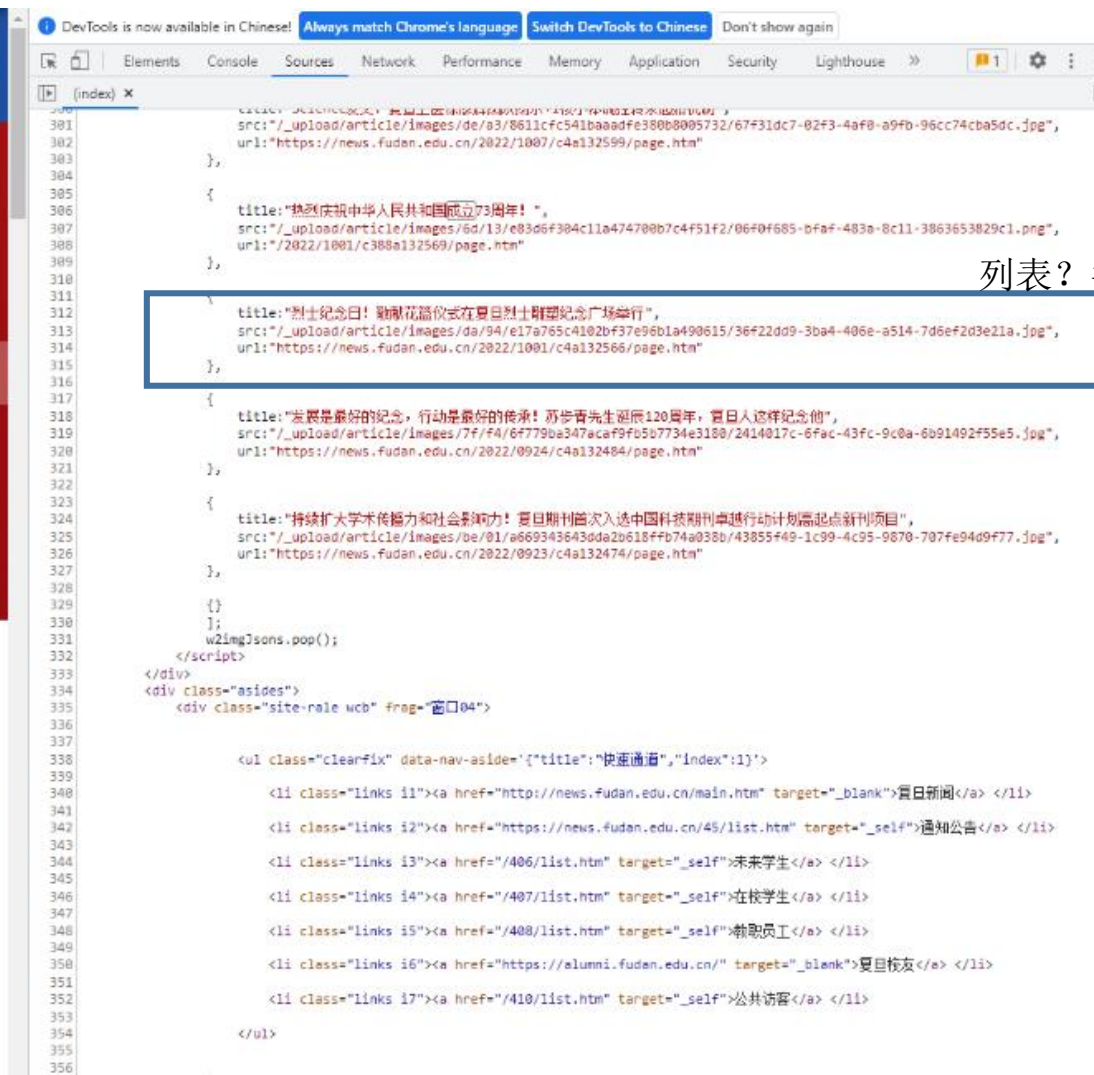 DevTools is now available in Chinese! Always match Chrome's language Switch DevTools to Chinese Don't show again
Elements Console Sources Network Performance Memory Application Security Lighthouse » 1
(index) ×
301 src:"/_upload/article/images/de/a3/8611cfc541baaadfe380b8005732/67f31dc7-02f3-4af0-a9fb-96cc74cba5dc.jpg",
302 url:"https://news.fudan.edu.cn/2022/1007/c4a132599/page.htm"
303 },
304
305 {
306 title:"热烈庆祝中华人民共和国成立73周年！",
307 src:"/_upload/article/images/6d/13/e83d6f304c11a474700b7c4f51f2/06f0f685-bfaf-483a-8c11-3863653829c1.png",
308 url:"/2022/1001/c388a132569/page.htm"
309 },
列表？
310
311 {
312 title:"烈士纪念日！敬献花篮仪式在复旦烈士雕塑纪念广场举行",
313 src:"/_upload/article/images/da/94/e17a765c4102bf37e96b1a490615/36f22dd9-3ba4-406e-a514-7d6ef2d3e21a.jpg",
314 url:"https://news.fudan.edu.cn/2022/1001/c4a132566/page.htm"
315 },
316
317 {
318 title:"发展是最好的纪念，行动是最好的传承！苏步青先生诞辰120周年，复旦人这样纪念他",
319 src:"/_upload/article/images/7f/f4/6f779ba347acaf9fb5b7734e3180/2414017c-6fac-43fc-9c0a-6b91492f55e5.jpg",
320 url:"https://news.fudan.edu.cn/2022/0924/c4a132484/page.htm"
321 },
322
323 {
324 title:"持续扩大学术传播力和社会影响力！复旦期刊首次入选中国科技期刊卓越行动计划高起点新刊项目",
325 src:"/_upload/article/images/be/01/a669343643dda2b618ffb74a038b/43855f49-1c99-4c95-9870-707fe94d9f77.jpg",
326 url:"https://news.fudan.edu.cn/2022/0923/c4a132474/page.htm"
327 },
328
329 {}
330 ];
331 w2imgJsons.pop();
332 </script>
333 </div>
334 <div class="asides">
335 <div class="site-rale wcb" frag="窗口04">
336
337
338 <ul class="clearfix" data-nav-aside='{"title":"快速通道","index":1}'>
339
340 <li class="links i1"><a href="http://news.fudan.edu.cn/main.htm" target="_blank">复旦新闻</a> </li>
341
342 <li class="links i2"><a href="https://news.fudan.edu.cn/45/list.htm" target="_self">通知公告</a> </li>
343
344 <li class="links i3"><a href="/406/list.htm" target="_self">未来学生</a> </li>
345
346 <li class="links i4"><a href="/407/list.htm" target="_self">在校学生</a> </li>
347
348 <li class="links i5"><a href="/408/list.htm" target="_self">教职员工</a> </li>
349
350 <li class="links i6"><a href="https://alumni.fudan.edu.cn/" target="_blank">复旦校友</a> </li>
351
352 <li class="links i7"><a href="/410/list.htm" target="_self">公共访客</a> </li>
353
354 </ul>
355
356